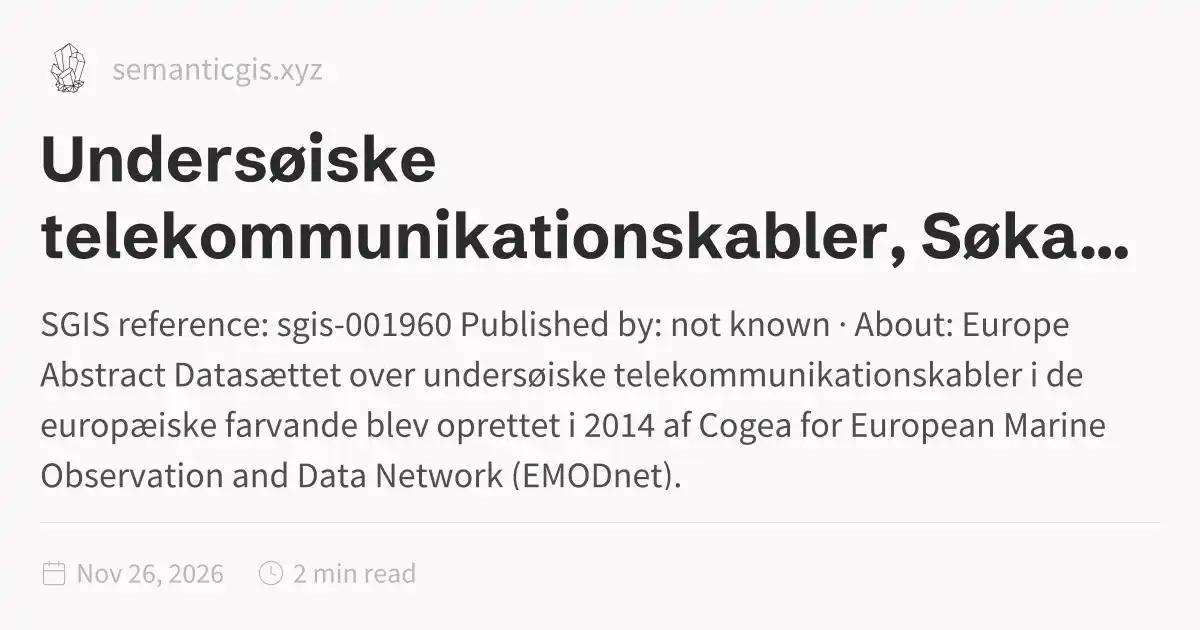 semanticgis.xyz
Undersøiske
telekommunikationskabler, Søka...
SGIS reference: sgis-001960 Published by: not known · About: Europe
Abstract Datasættet over undersøiske telekommunikationskabler i de
europæiske farvande blev oprettet i 2014 af Cogea for European Marine
Observation and Data Network (EMODnet).
Nov 26, 2026 2 min read